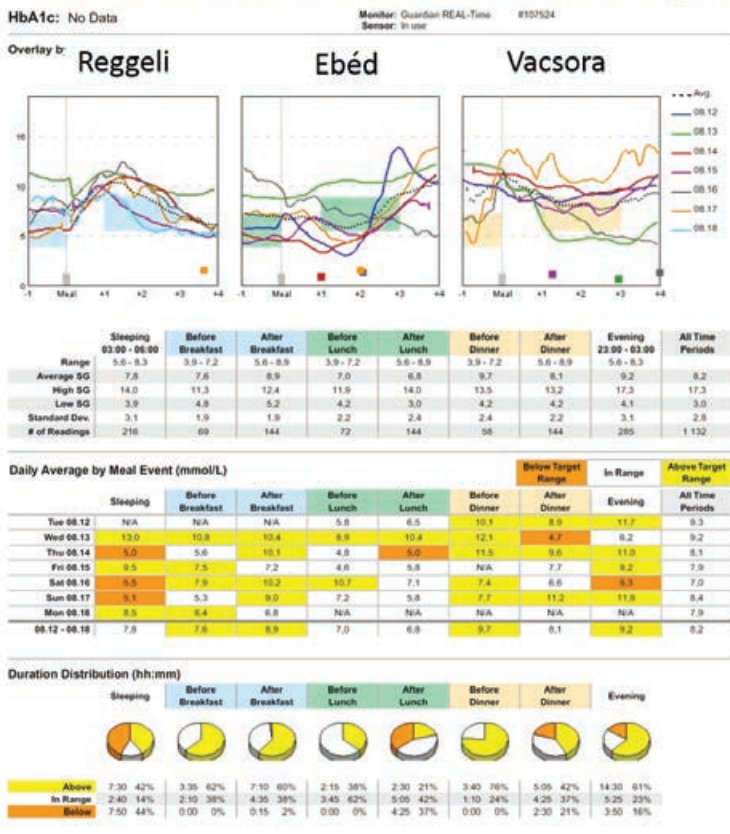 HbA1c: No Data
Monitor: Guardian REAL-Time #107524
Sensor: In use
Overlay b
Reggeli Ebéd Vacsora
15
10
5
0
-1 Meal +1 +2 +3 +4
-1 Meal +1 +2 +3 +4
-1 Meal +1 +2 +3 +4
Avg.
08.12
08.13
08.14
08.15
08.16
08.17
08.18
Sleeping Before After Before After Before After Evening All Time
03:00 - 06:00 Breakfast Breakfast Lunch Lunch Dinner Dinner 23:00 - 03:00 Periods
Range 5.6 - 8.3 3.9 - 7.2 5.6 - 8.9 3.9 - 7.2 5.6 - 8.9 3.9 - 7.2 5.6 - 8.9 5.6 - 8.3
Average SG 7,8 7,6 8,9 7,0 6,8 9,7 8,1 9,2 8,2
High SG 14.0 11,3 12,4 11,9 14.0 13,5 13,2 17,3 17,3
Low SG 3,9 4,8 5,2 4,2 3,0 4,2 4,2 4,1 3,0
Standard Dev. 3,1 1,9 1,9 2,2 2,4 2,4 2,2 3,1 2,8
# of Readings 216 69 144 72 144 58 144 285 1 132
Daily Average by Meal Event (mmol/L)
Below Target Range In Range Above Target Range
Sleeping Before Breakfast After Breakfast Before Lunch After Lunch Before Dinner After Dinner Evening All Time Periods
Tue 08.12 N/A N/A N/A 5,8 6,5 10,1 8,9 11,7 9,3
Wed 08.13 13,0 10,8 10,4 8,9 10,4 12,1 4,7 6,2 9,2
Thu 08.14 5,0 5,6 10,1 4,8 5,0 11,5 9,6 11,0 8,1
Fri 08.15 9,5 7,5 7,2 4,6 5,8 N/A 7,7 9,2 7,9
Sat 08.16 5,5 7,9 10,2 10,7 7,1 7,4 6,6 5,3 7,0
Sun 08.17 5,1 5,3 9,0 7,2 5,8 7,7 11,2 11,9 8,4
Mon 08.18 8,5 8,4 6,8 N/A N/A N/A N/A N/A 7,9
08.12 - 08.18 7,8 7,6 8,9 7,0 6,8 9,7 8,1 9,2 8,2
Duration Distribution (hh:mm)
Sleeping Before Breakfast After Breakfast Before Lunch After Lunch Before Dinner After Dinner Evening
Above 7:30 42% 3:35 62% 7:10 60% 2:15 38% 2:30 21% 3:40 76% 5:05 42% 14:30 61%
In Range 2:40 14% 2:10 38% 4:35 38% 3:45 62% 5:05 42% 1:10 24% 4:25 37% 5:25 23%
Below 7:50 44% 0:00 0% 0:15 2% 0:00 0% 4:25 37% 0:00 0% 2:30 21% 3:50 16%